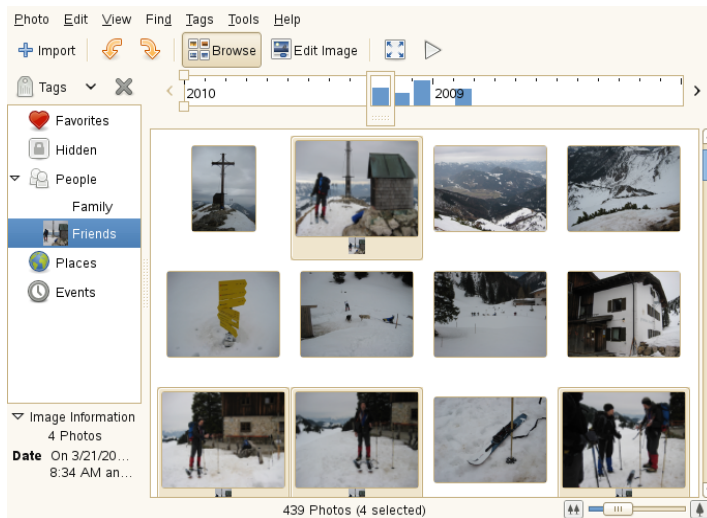 Photo Edit View Find Tags Tools Help
Import Browse Edit Image
Tags
2010 2009
Favorites
Hidden
People
Family
Friends
Places
Events
Image Information
4 Photos
Date On 3/21/20...
8:34 AM an...
439 Photos (4 selected)